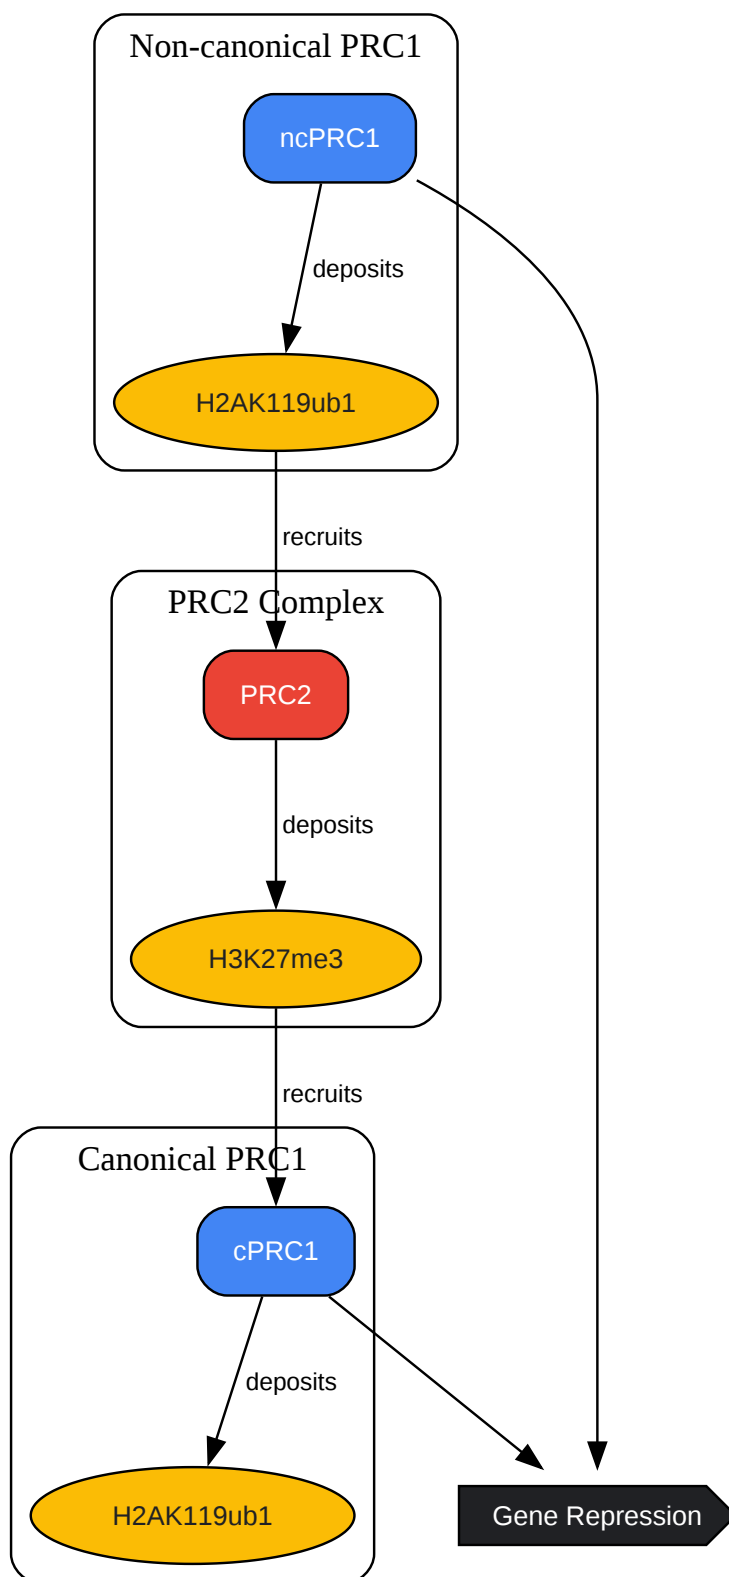 Non-canonical PRC1
ncPRC1
deposits
H2AK119ub1
recruits
PRC2 Complex
PRC2
deposits
H3K27me3
recruits
Canonical PRC1
cPRC1
deposits
H2AK119ub1
Gene Repression